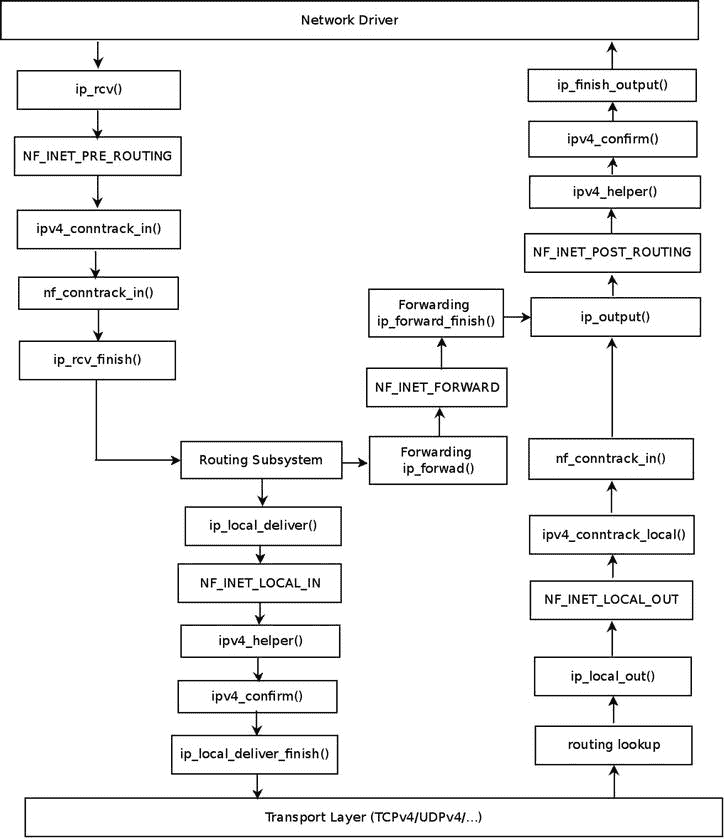 Network Driver
ip_rcv()
NF_INET_PRE_ROUTING
ipv4_conntrack_in()
nf_conntrack_in()
ip_rcv_finish()
Routing Subsystem
ip_local_deliver()
NF_INET_LOCAL_IN
ipv4_helper()
ipv4_confirm()
ip_local_deliver_finish()
Forwarding
ip_forward_finish()
NF_INET_FORWARD
Forwarding
ip_forwad()
ip_finish_output()
ipv4_confirm()
ipv4_helper()
NF_INET_POST_ROUTING
ip_output()
nf_conntrack_in()
ipv4_conntrack_local()
NF_INET_LOCAL_OUT
ip_local_out()
routing lookup
Transport Layer (TCPv4/UDPv4/...)